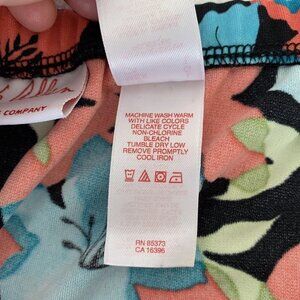 Allen
COMPANY
MACHINE WASH WARM
WITH LIKE COLORS
DELICATE CYCLE
NON-CHLORINE
BLEACH
TUMBLE DRY LOW
REMOVE PROMPTLY
COOL IRON
RN 85373
CA 16396